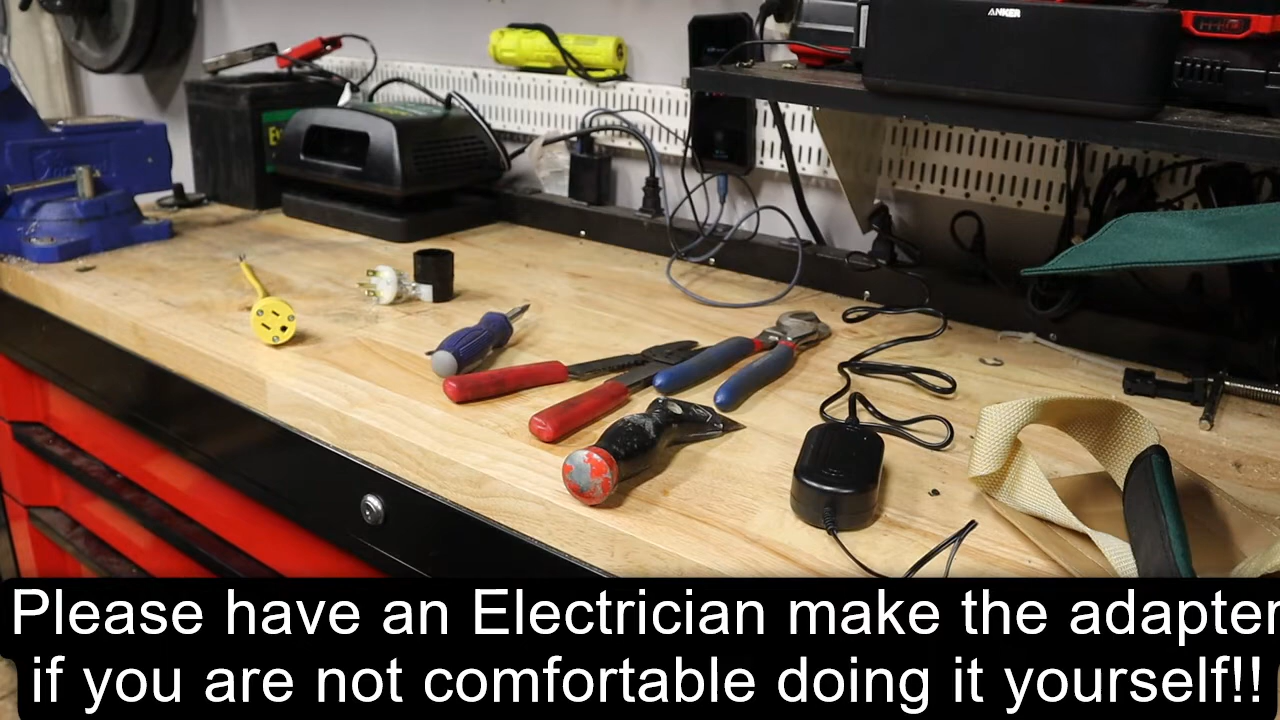 ANKER
Please have an Electrician make the adapter
if you are not comfortable doing it yourself!!